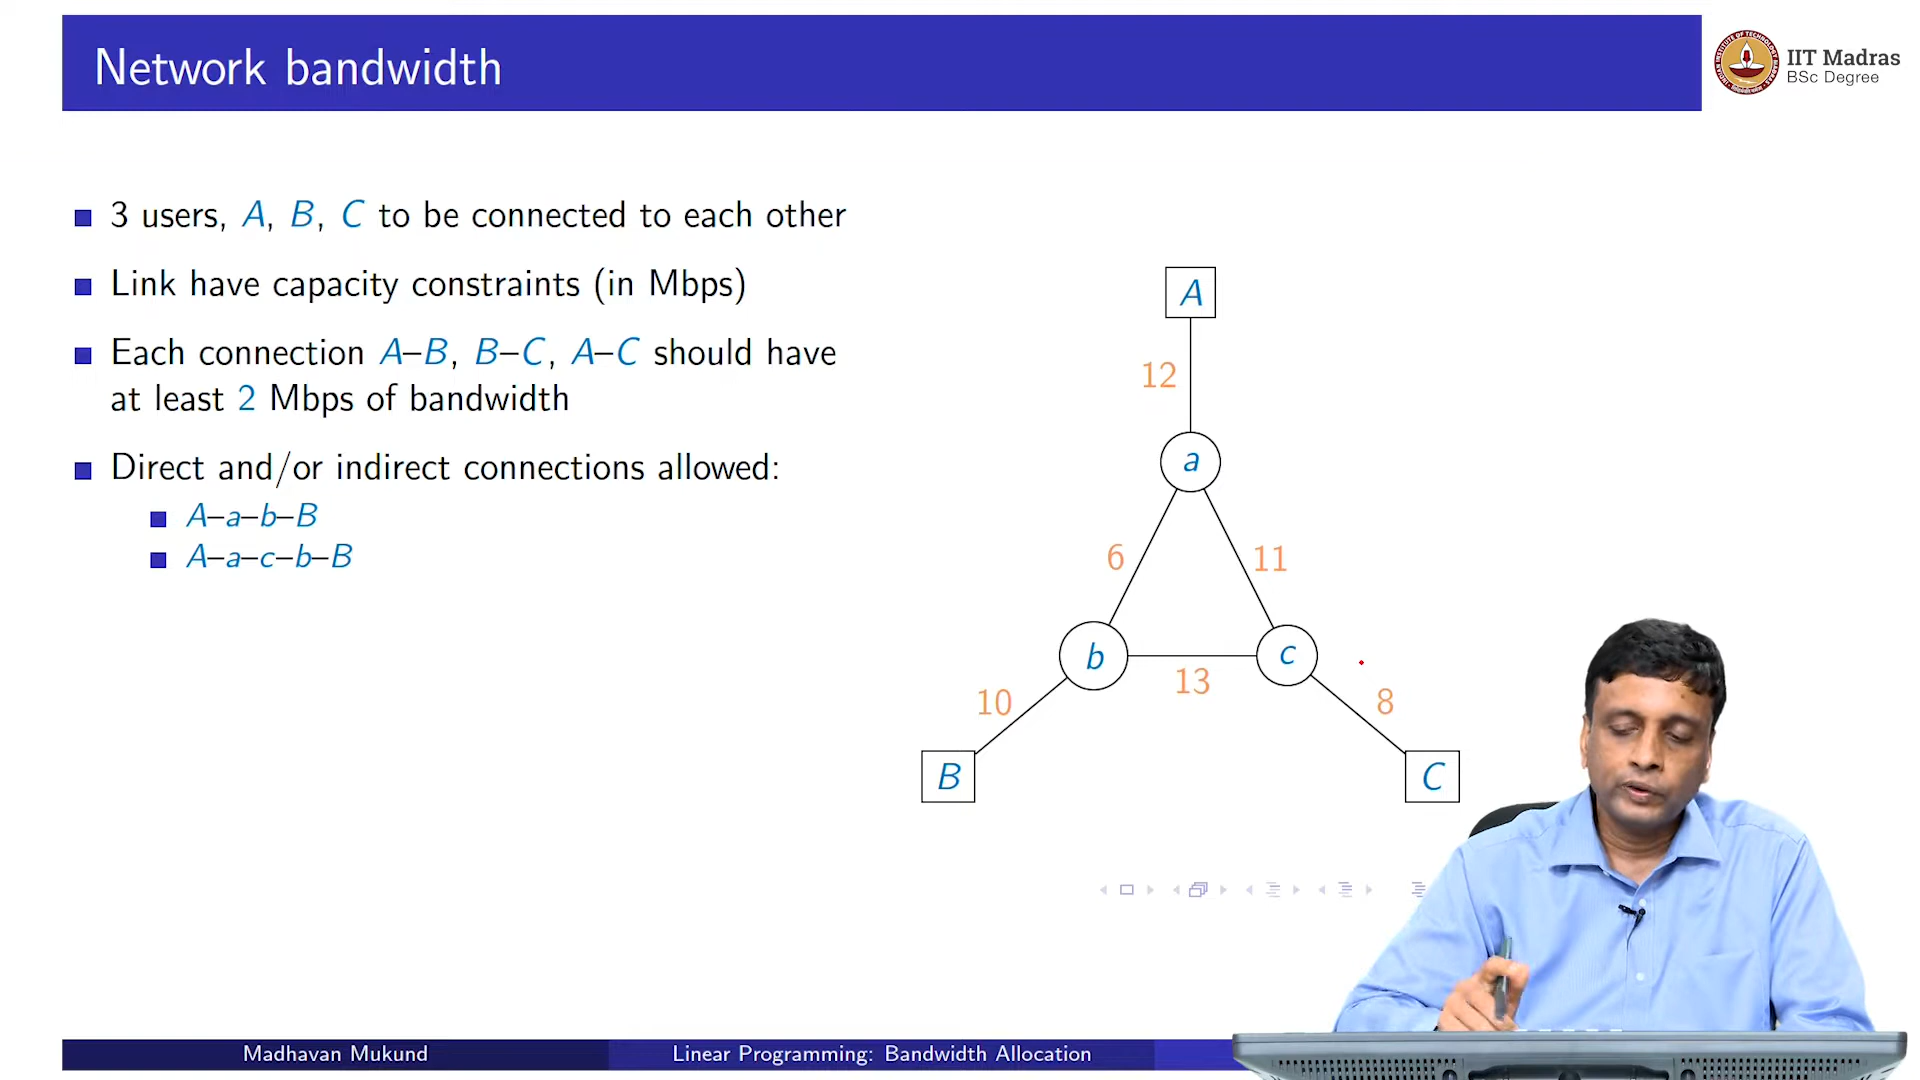 Network bandwidth
IIT Madras
BSc Degree
3 users, A, B, C to be connected to each other
Link have capacity constraints (in Mbps)
Each connection A–B, B–C, A–C should have
at least 2 Mbps of bandwidth
Direct and/or indirect connections allowed:
A–a–b–B
A–a–c–b–B
A
12
a
6
11
b
c
13
10
8
B
C
Madhavan Mukund
Linear Programming: Bandwidth Allocation